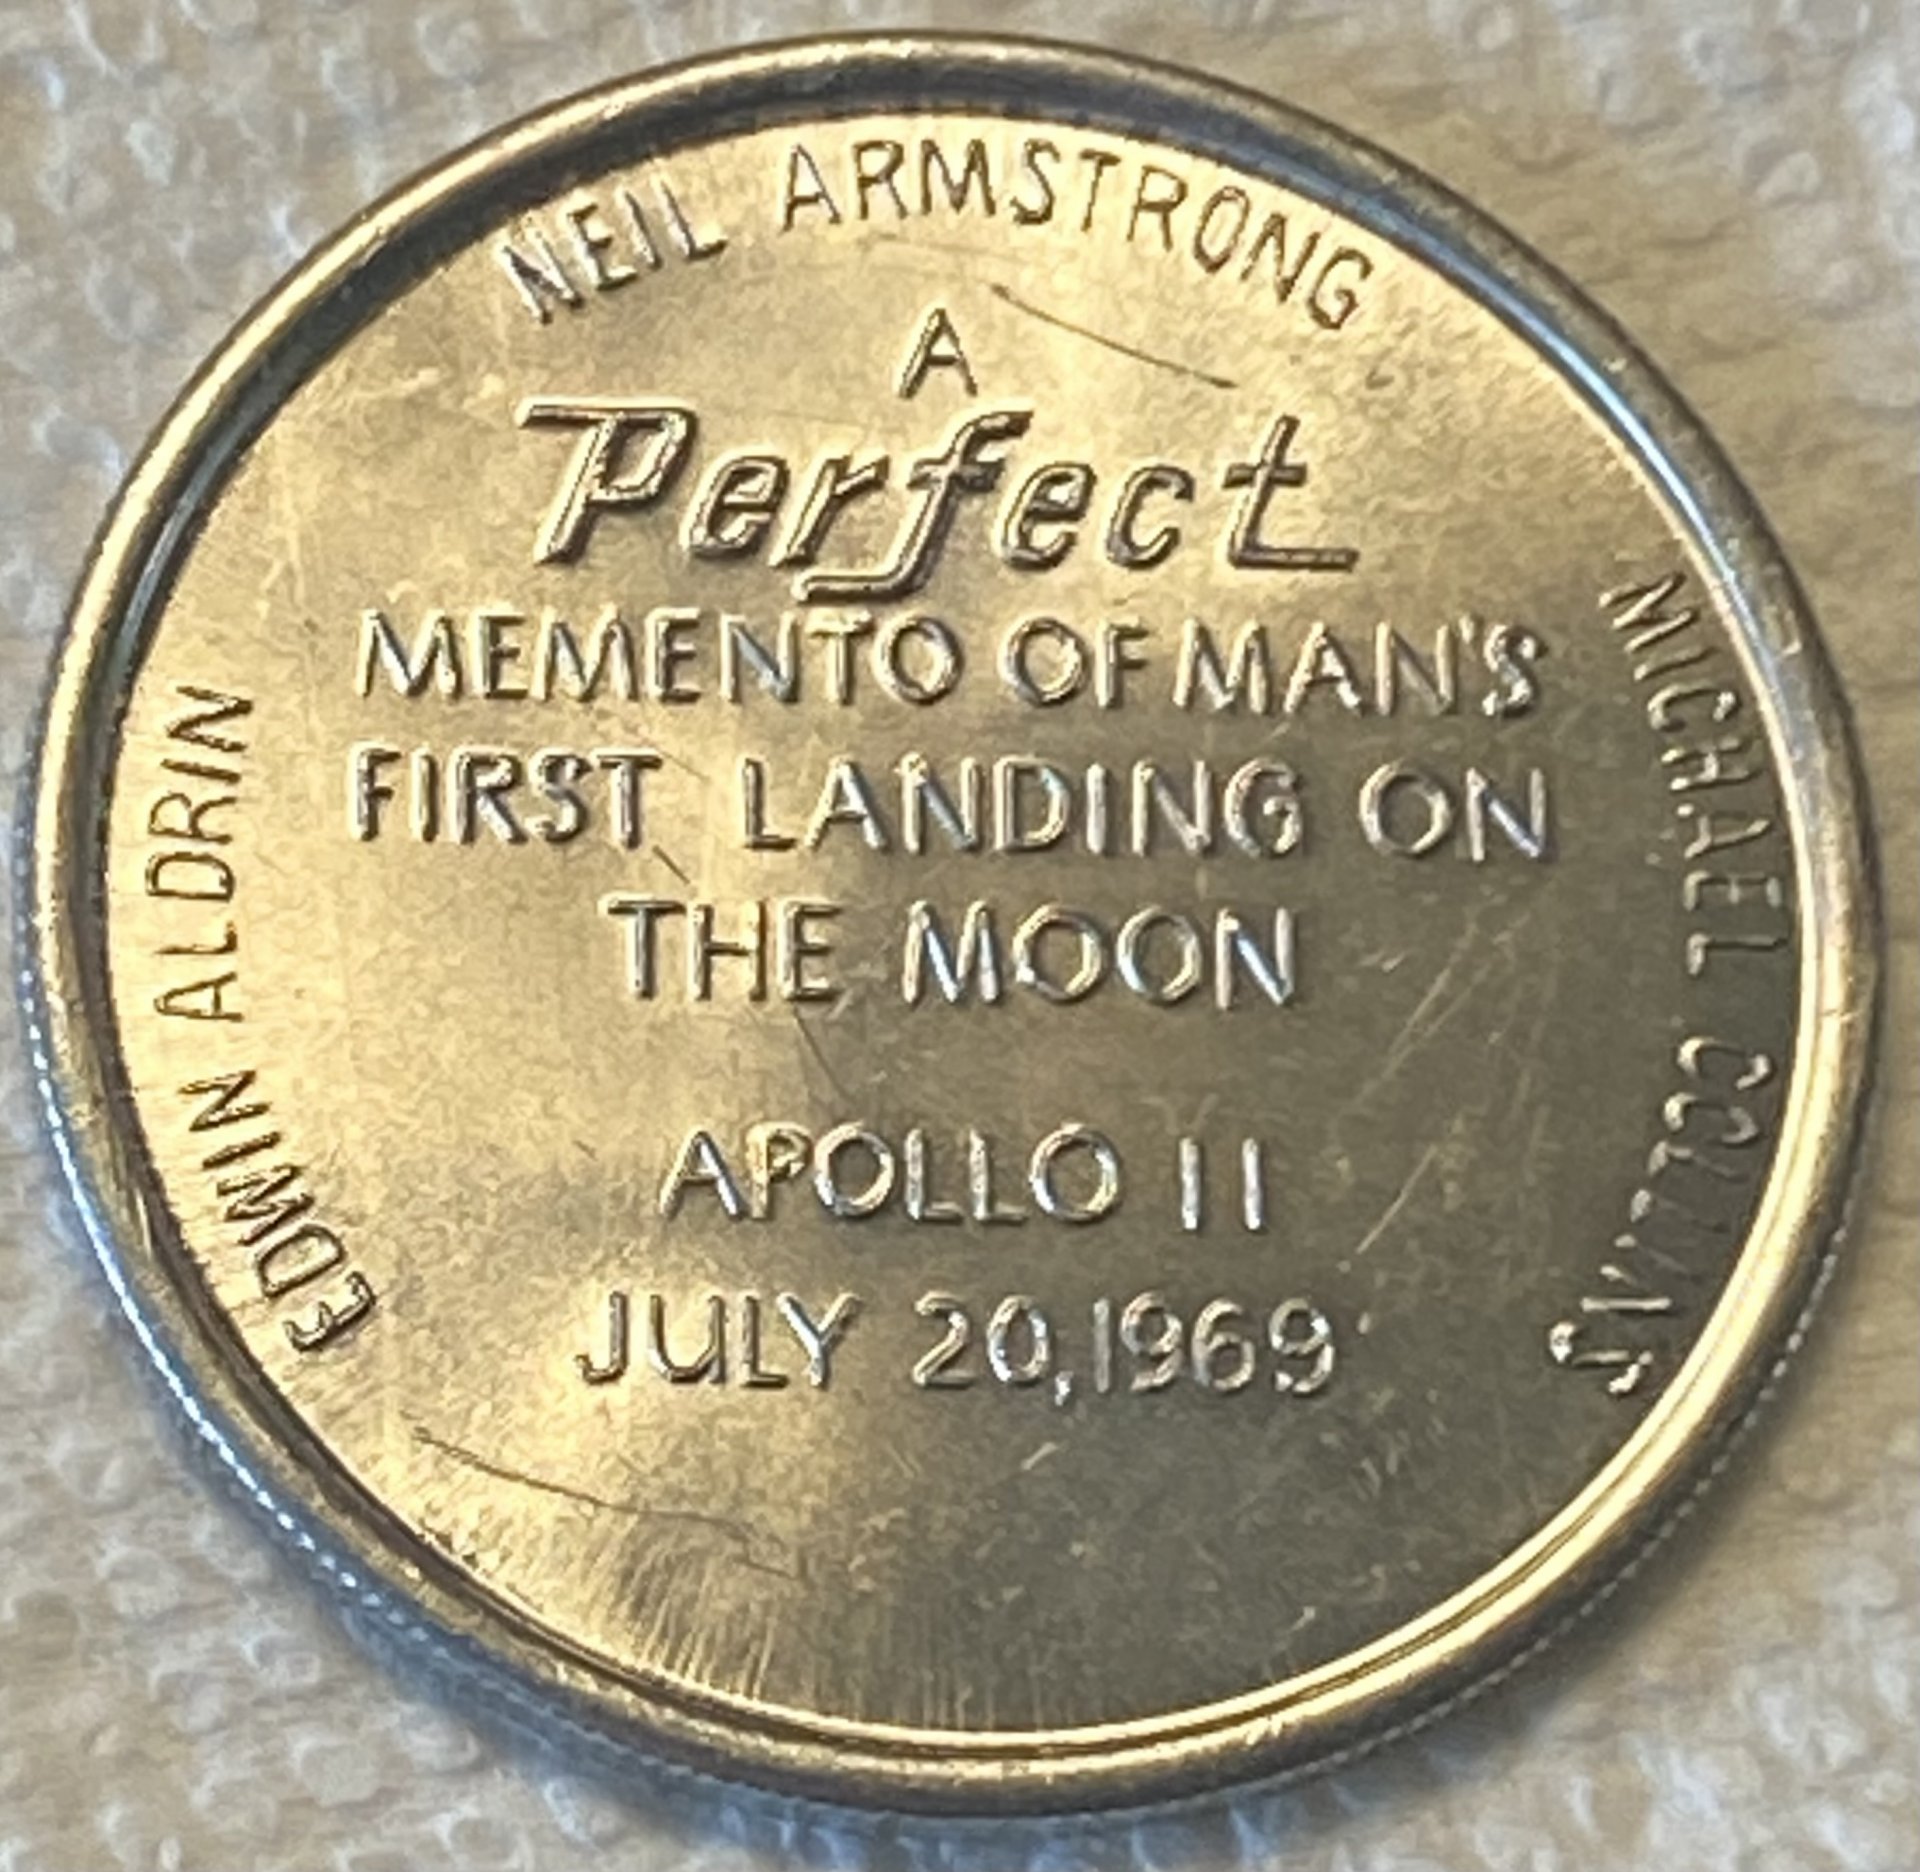 NEIL ARMSTRONG
A
Perfect
MEMENTO OF MAN'S
FIRST LANDING ON
THE MOON
APOLLO 11
JULY 20, 1969
EDWIN ALDRIN
MICHAEL COLLINS